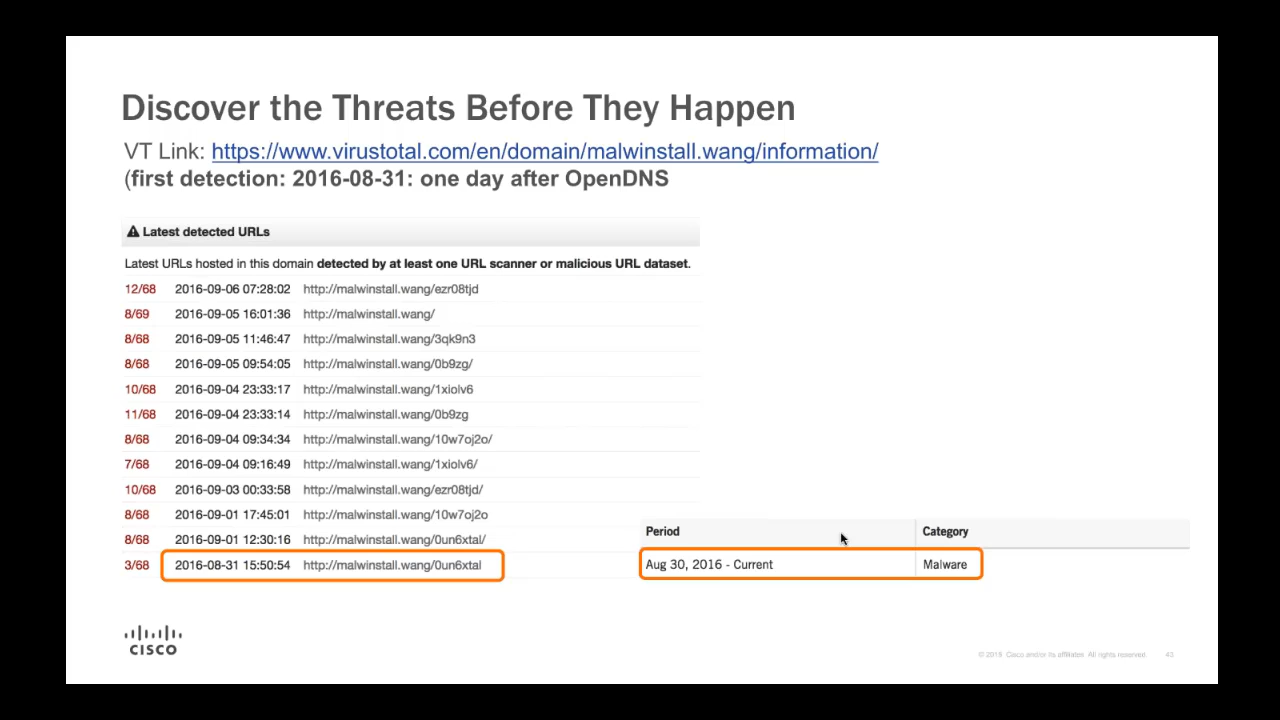 Discover the Threats Before They Happen
VT Link: https://www.virustotal.com/en/domain/malwinstall.wang/information/
(first detection: 2016-08-31: one day after OpenDNS
Latest detected URLs
Latest URLs hosted in this domain detected by at least one URL scanner or malicious URL dataset.
12/68 2016-09-06 07:28:02 http://malwinstall.wang/ezr08tjd
8/69 2016-09-05 16:01:36 http://malwinstall.wang/
8/68 2016-09-05 11:46:47 http://malwinstall.wang/3qk9n3
8/68 2016-09-05 09:54:05 http://malwinstall.wang/0b9zg/
10/68 2016-09-04 23:33:17 http://malwinstall.wang/1xiolv6
11/68 2016-09-04 23:33:14 http://malwinstall.wang/0b9zg
8/68 2016-09-04 09:34:34 http://malwinstall.wang/10w7oj2o/
7/68 2016-09-04 09:16:49 http://malwinstall.wang/1xiolv6/
10/68 2016-09-03 00:33:58 http://malwinstall.wang/ezr08tjd/
8/68 2016-09-01 17:45:01 http://malwinstall.wang/10w7oj2o
8/68 2016-09-01 12:30:16 http://malwinstall.wang/0un6xtal/
3/68 2016-08-31 15:50:54 http://malwinstall.wang/0un6xtal
Period Category
Aug 30, 2016 - Current Malware
CISCO
© 2019 Cisco and/or its affiliates. All rights reserved. 43